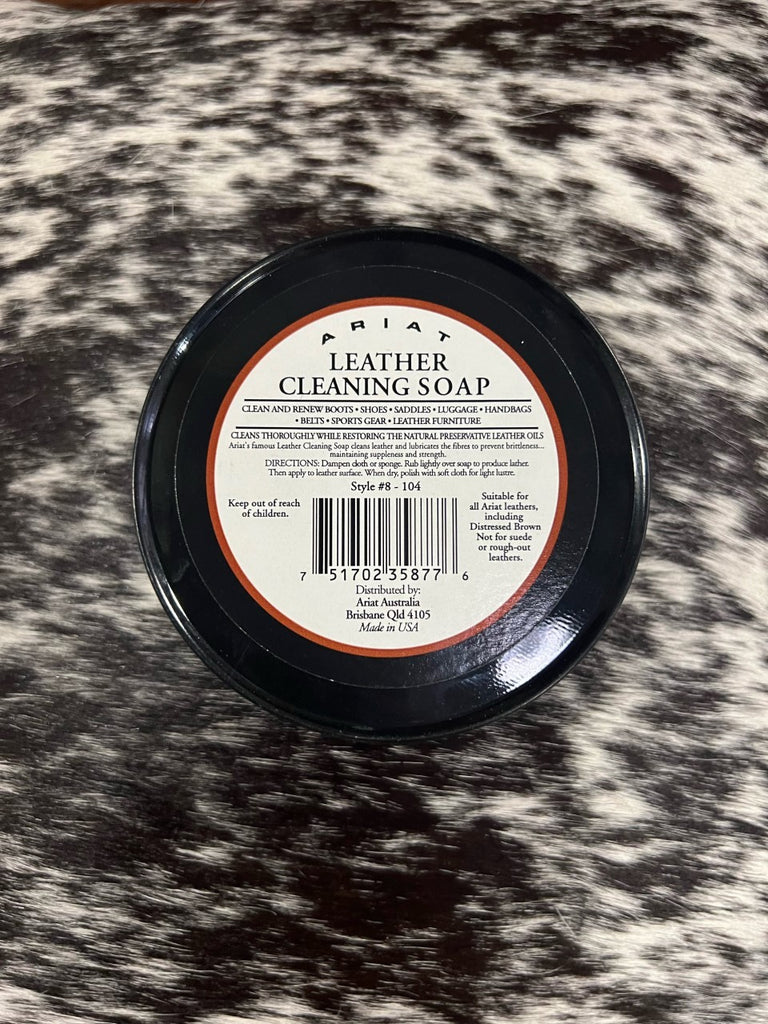 ARIAT
LEATHER
CLEANING SOAP
CLEAN AND RENEW BOOTS • SHOES • SADDLES • LUGGAGE • HANDBAGS
• BELTS • SPORTS GEAR • LEATHER FURNITURE
CLEANS THOROUGHLY WHILE RESTORING THE NATURAL PRESERVATIVE LEATHER OILS
Ariat's famous Leather Cleaning Soap cleans leather and lubricates the fibres to prevent brittleness...
maintaining suppleness and strength.
DIRECTIONS: Dampen cloth or sponge. Rub lightly over soap to produce lather.
Then apply to leather surface. When dry, polish with soft cloth for light lustre.
Style #8 - 104
Keep out of reach
of children.
Suitable for
all Ariat leathers,
including
Distressed Brown
Not for suede
or rough-out
leathers.
7 51702 35877 6
Distributed by:
Ariat Australia
Brisbane Qld 4105
Made in USA